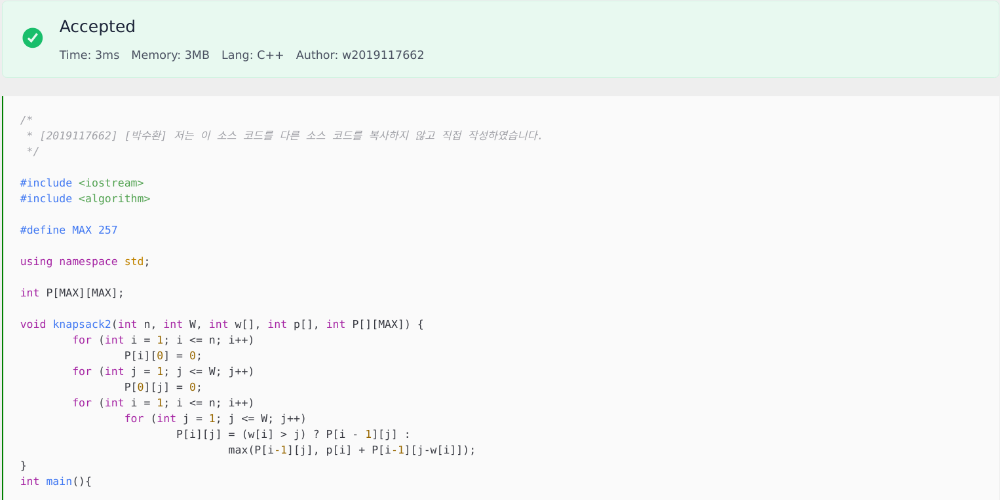 Accepted
Time: 3ms Memory: 3MB Lang: C++ Author: w2019117662
/*
 * [2019117662] [박수환] 저는 이 소스 코드를 다른 소스 코드를 복사하지 않고 직접 작성하였습니다.
 */
#include <iostream>
#include <algorithm>
#define MAX 257
using namespace std;
int P[MAX][MAX];
void knapsack2(int n, int W, int w[], int p[], int P[][MAX]) {
        for (int i = 1; i <= n; i++)
                P[i][0] = 0;
        for (int j = 1; j <= W; j++)
                P[0][j] = 0;
        for (int i = 1; i <= n; i++)
                for (int j = 1; j <= W; j++)
                        P[i][j] = (w[i] > j) ? P[i - 1][j] :
                                max(P[i-1][j], p[i] + P[i-1][j-w[i]]);
}
int main(){